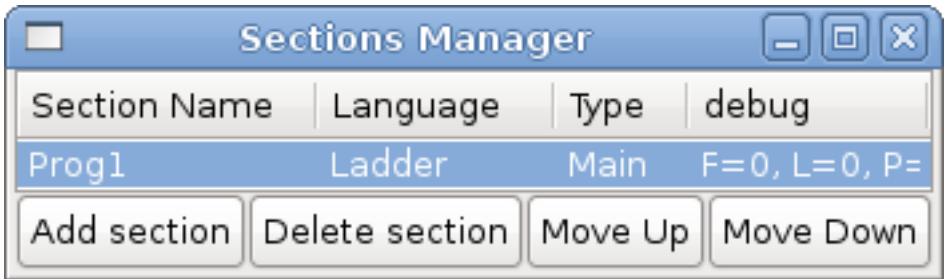 Sections Manager
Section Name Language Type debug
Prog1 Ladder Main F=0, L=0, P=
Add section Delete section Move Up Move Down